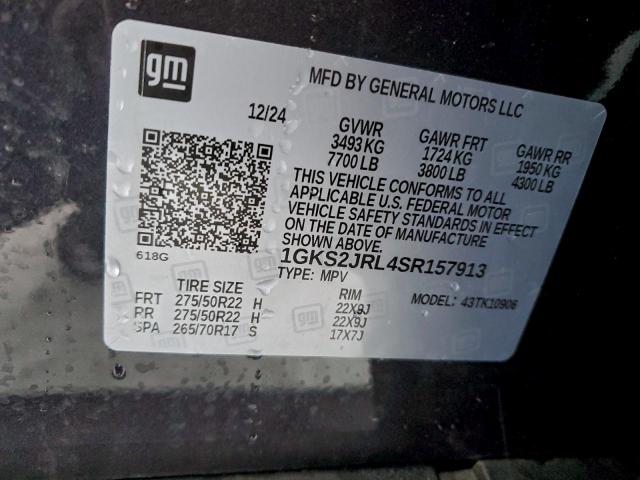 gm
MFD BY GENERAL MOTORS LLC
12/24
GVWR GAWR FRT GAWR RR
3493 KG 1724 KG 1950 KG
7700 LB 3800 LB 4300 LB
THIS VEHICLE CONFORMS TO ALL
APPLICABLE U.S. FEDERAL MOTOR
VEHICLE SAFETY STANDARDS IN EFFECT
ON THE DATE OF MANUFACTURE
SHOWN ABOVE.
618G
1GKS2JRL4SR157913
TYPE: MPV
TIRE SIZE RIM MODEL: 43TK10906
FRT 275/50R22 H 22X9J
RR 275/50R22 H 22X9J
SPA 265/70R17 S 17X7J